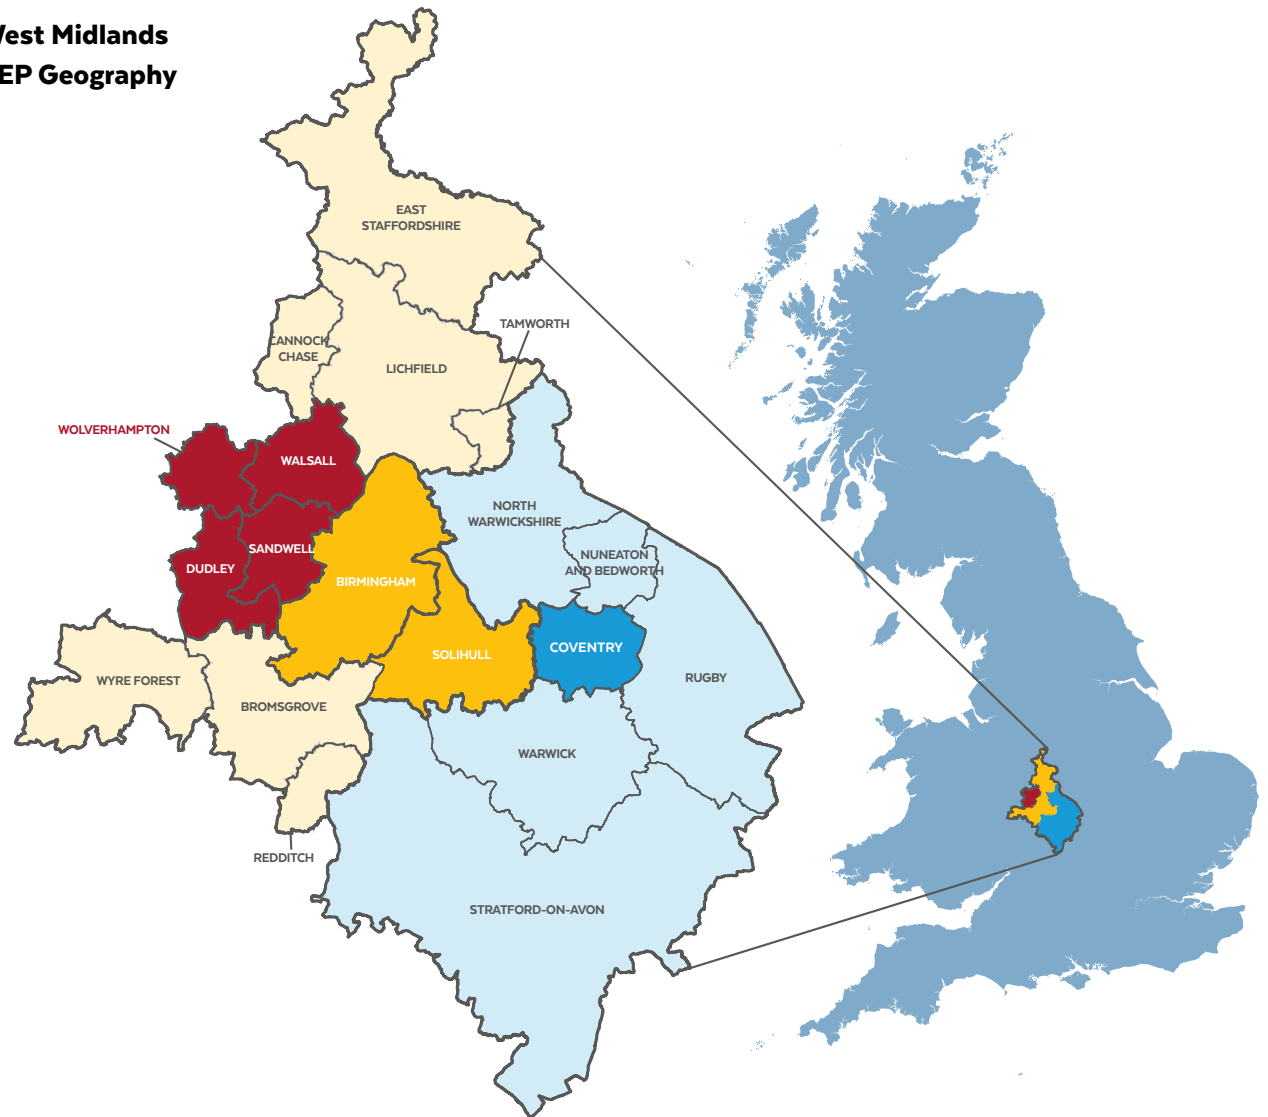 West Midlands
EP Geography
EAST
STAFFORDSHIRE
TAMWORTH
CANNOCK
CHASE
LICHFIELD
WOLVERHAMPTON
WALSALL
NORTH
WARWICKSHIRE
SANDWELL
DUDLEY
NUNEATON
AND BEDWORTH
BIRMINGHAM
SOLIHULL
COVENTRY
WYRE FOREST
RUGBY
BROMSGROVE
WARWICK
REDDITCH
STRATFORD-ON-AVON